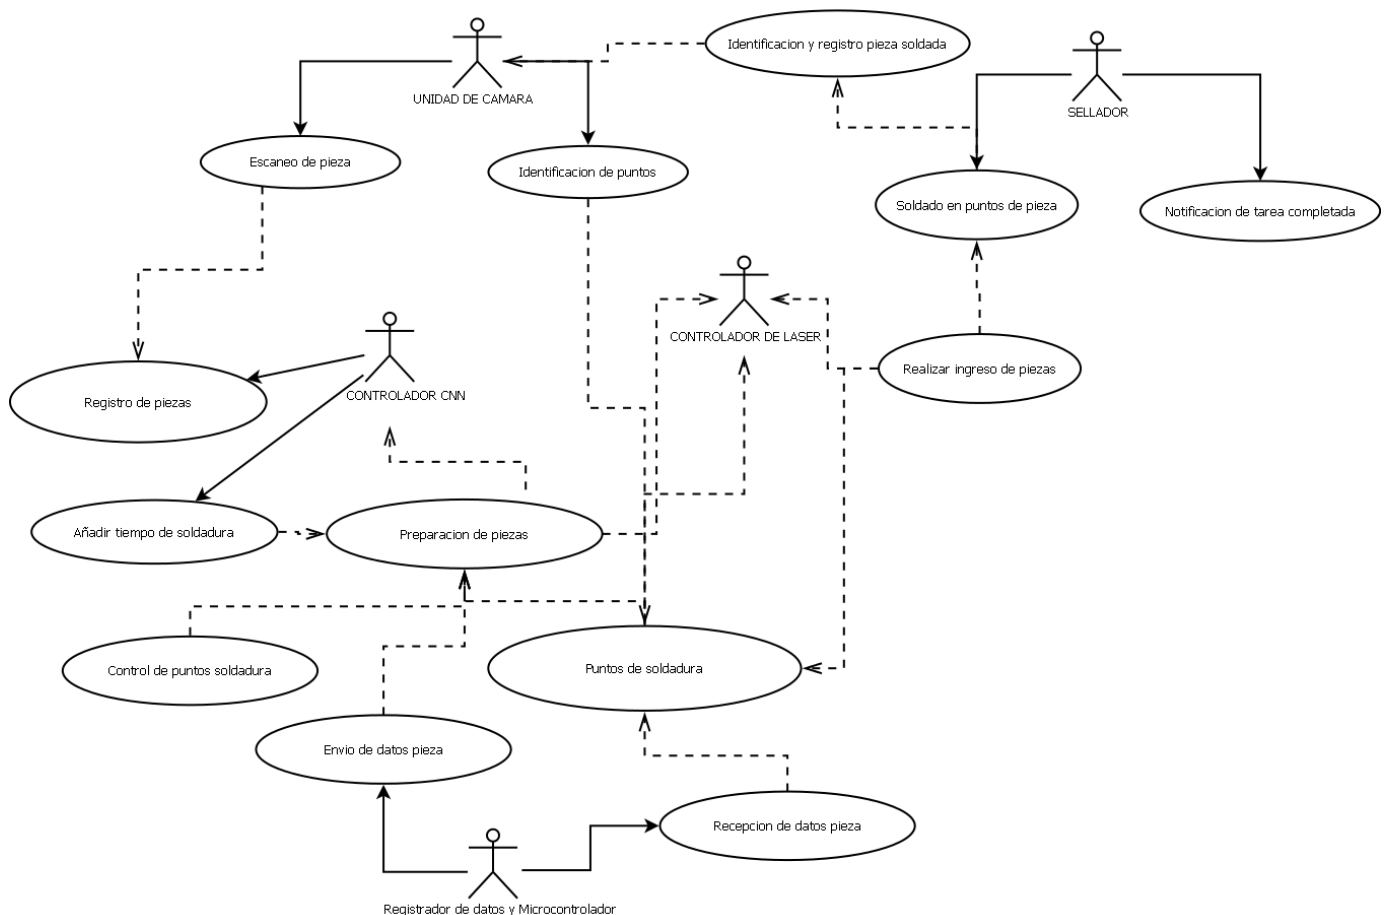 Identificacion y registro pieza soldada
UNIDAD DE CAMARA
SELLADOR
Escaneo de pieza
Identificacion de puntos
Soldado en puntos de pieza
Notificacion de tarea completada
CONTROLADOR DE LASER
Realizar ingreso de piezas
CONTROLADOR CNN
Registro de piezas
Añadir tiempo de soldadura
Preparacion de piezas
Control de puntos soldadura
Puntos de soldadura
Envio de datos pieza
Recepcion de datos pieza
Registrador de datos y Microcontrolador